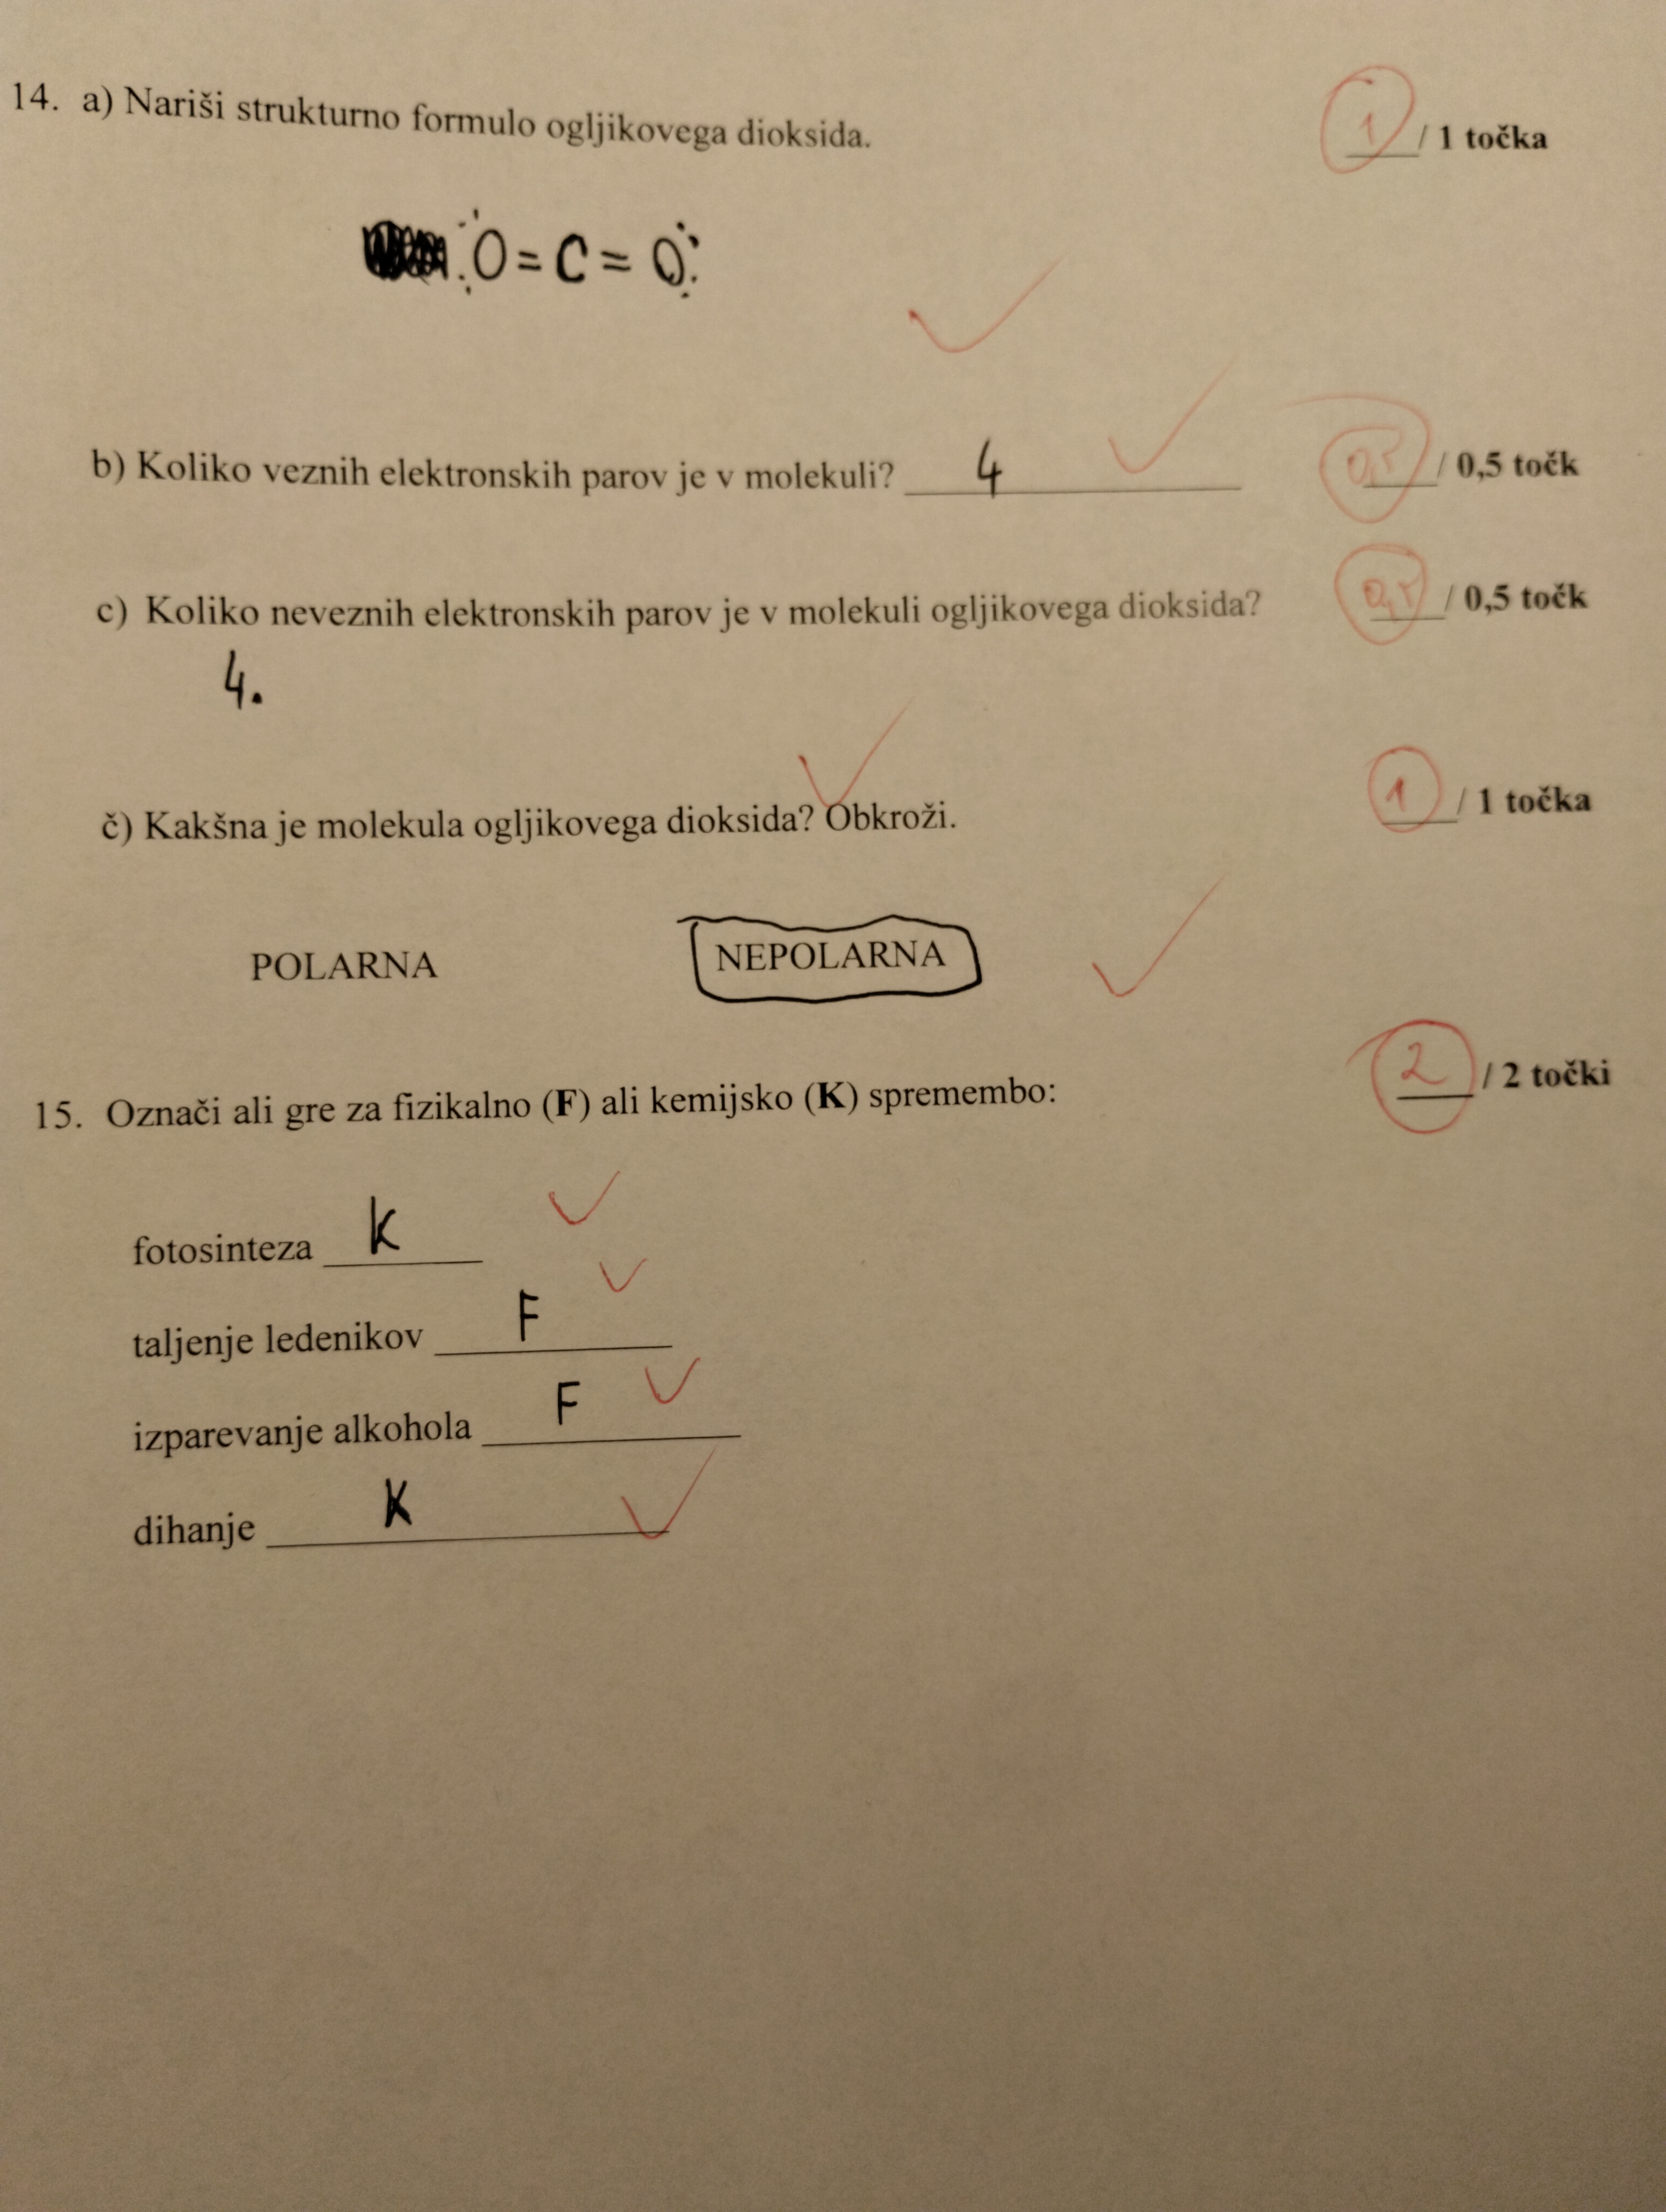 14. a) Nariši strukturno formulo ogljikovega dioksida. 1 / 1 točka
O = C = O
b) Koliko veznih elektronskih parov je v molekuli? 4 0,5 / 0,5 točk
c) Koliko neveznih elektronskih parov je v molekuli ogljikovega dioksida? 0,5 / 0,5 točk
4.
č) Kakšna je molekula ogljikovega dioksida? Obkroži. 1 / 1 točka
POLARNA NEPOLARNA
15. Označi ali gre za fizikalno (F) ali kemijsko (K) spremembo: 2 / 2 točki
fotosinteza K
taljenje ledenikov F
izparevanje alkohola F
dihanje K